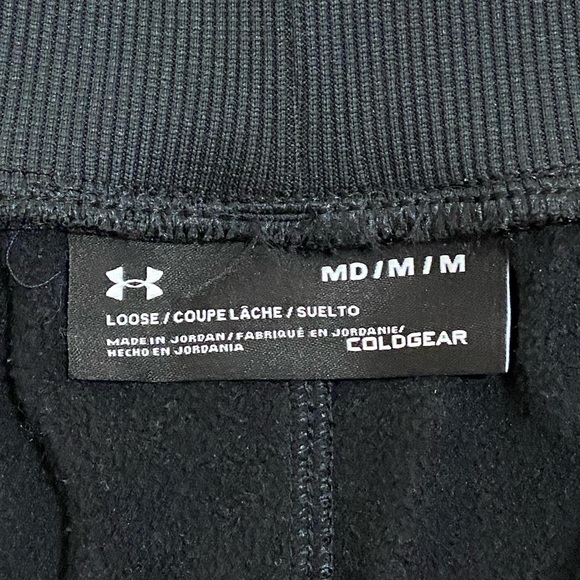 MD/M/M
LOOSE/COUPE LÂCHE/SUELTO
MADE IN JORDAN/FABRIQUÉ EN JORDANIE/
HECHO EN JORDANIA
COLDGEAR